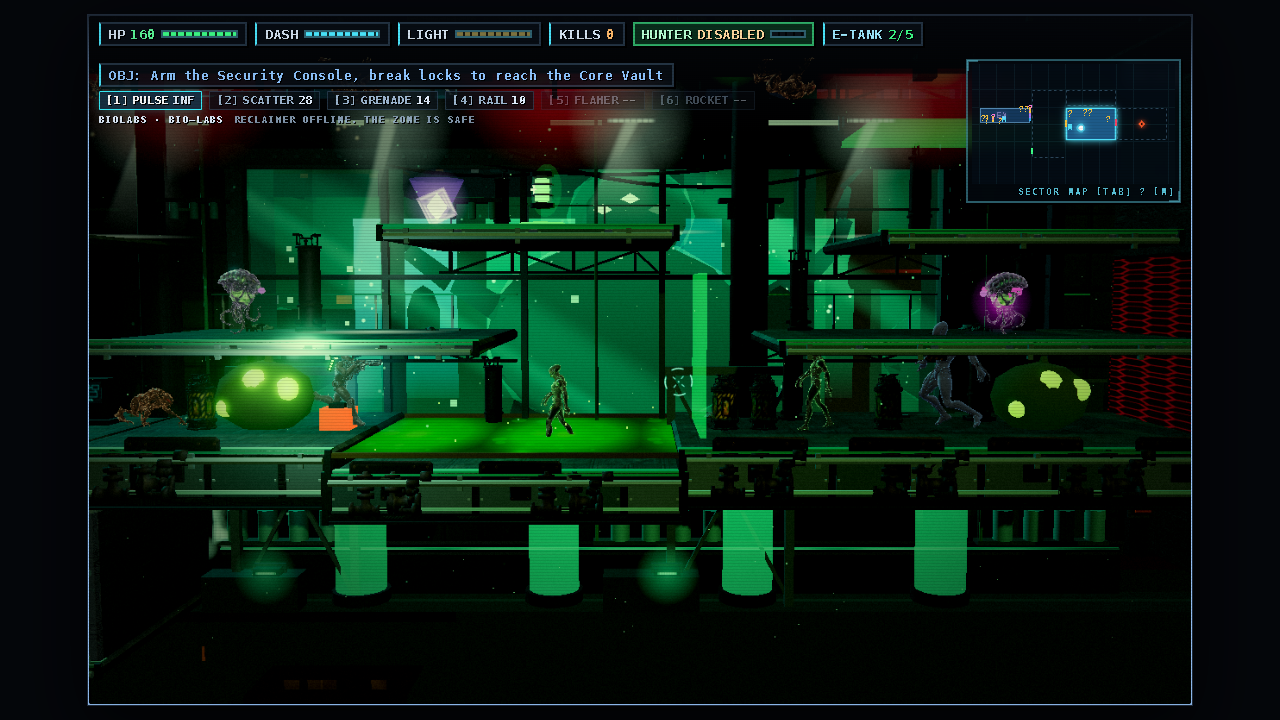 HP 160 DASH LIGHT KILLS 0 HUNTER DISABLED E-TANK 2/5
OBJ: Arm the Security Console, break locks to reach the Core Vault
[1] PULSE INF [2] SCATTER 28 [3] GRENADE 14 [4] RAIL 10 [5] FLAMER -- [6] ROCKET --
BIOLABS · BIO-LABS RECLAIMER OFFLINE. THE ZONE IS SAFE
SECTOR MAP [TAB] ? [M]